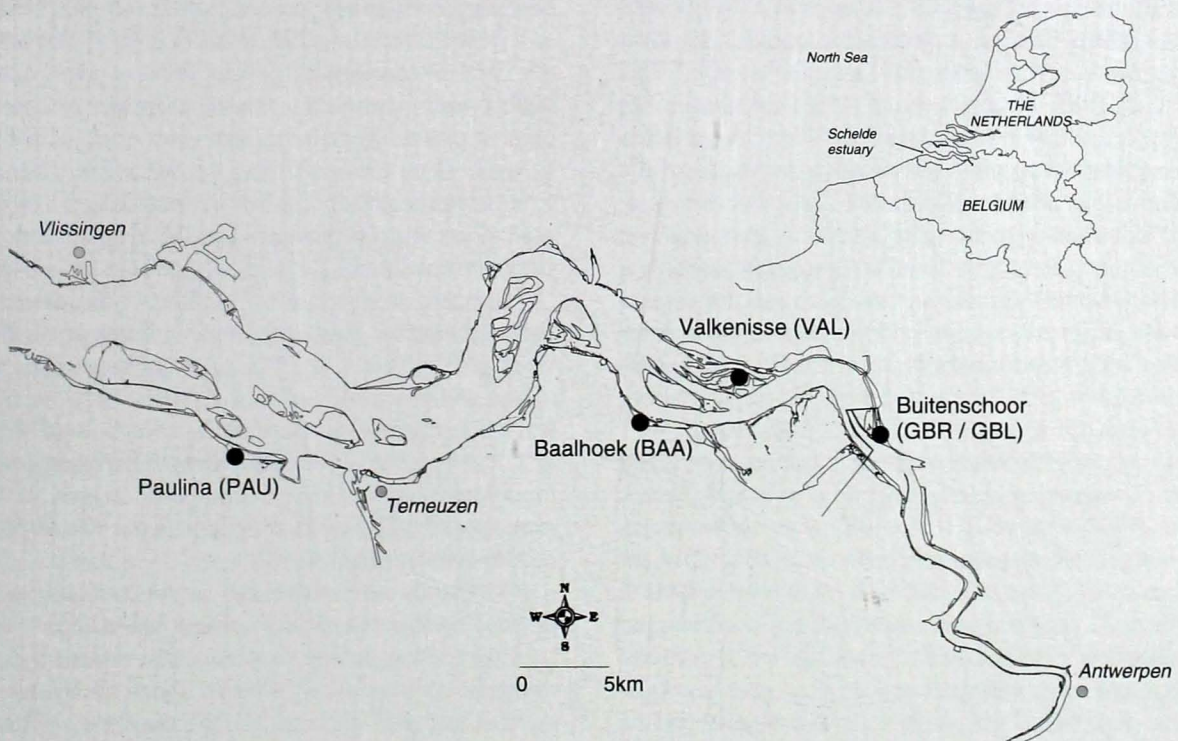 North Sea
THE
NETHERLANDS
Schelde
estuary
BELGIUM
Vlissingen
Valkenisse (VAL)
Buitenschoor
(GBR / GBL)
Baalhoek (BAA)
Paulina (PAU)
Terneuzen
N
W E
S
0 5km
Antwerpen